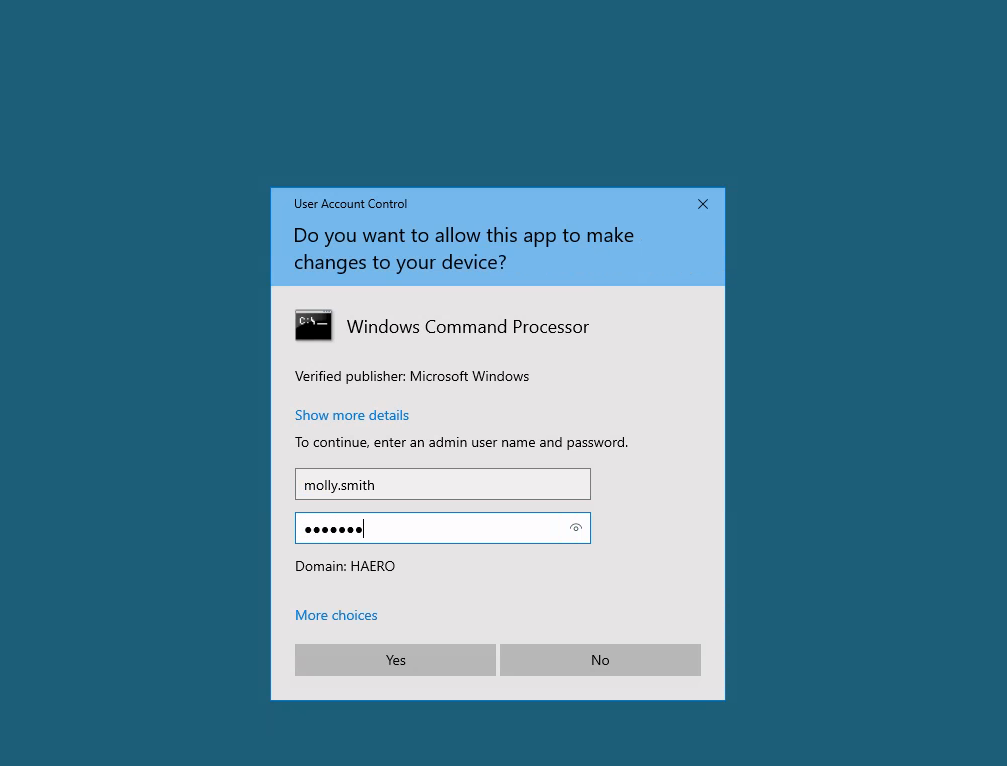 User Account Control
Do you want to allow this app to make
changes to your device?
C:\
Windows Command Processor
Verified publisher: Microsoft Windows
Show more details
To continue, enter an admin user name and password.
molly.smith
●●●●●●●
Domain: HAERO
More choices
Yes
No